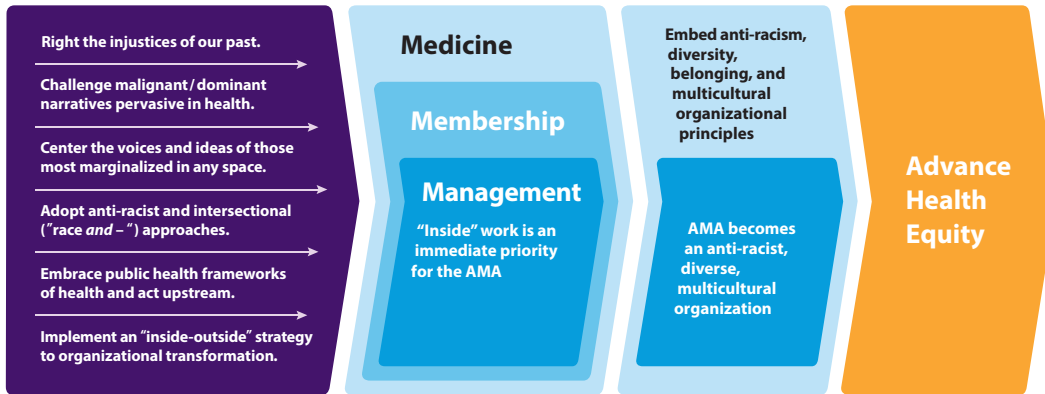 Right the injustices of our past.
Challenge malignant/dominant
narratives pervasive in health.
Center the voices and ideas of those
most marginalized in any space.
Adopt anti-racist and intersectional
("race and – ") approaches.
Embrace public health frameworks
of health and act upstream.
Implement an "inside-outside" strategy
to organizational transformation.
Medicine
Membership
Management
"Inside" work is an
immediate priority
for the AMA
Embed anti-racism,
diversity,
belonging, and
multicultural
organizational
principles
AMA becomes
an anti-racist,
diverse,
multicultural
organization
Advance
Health
Equity